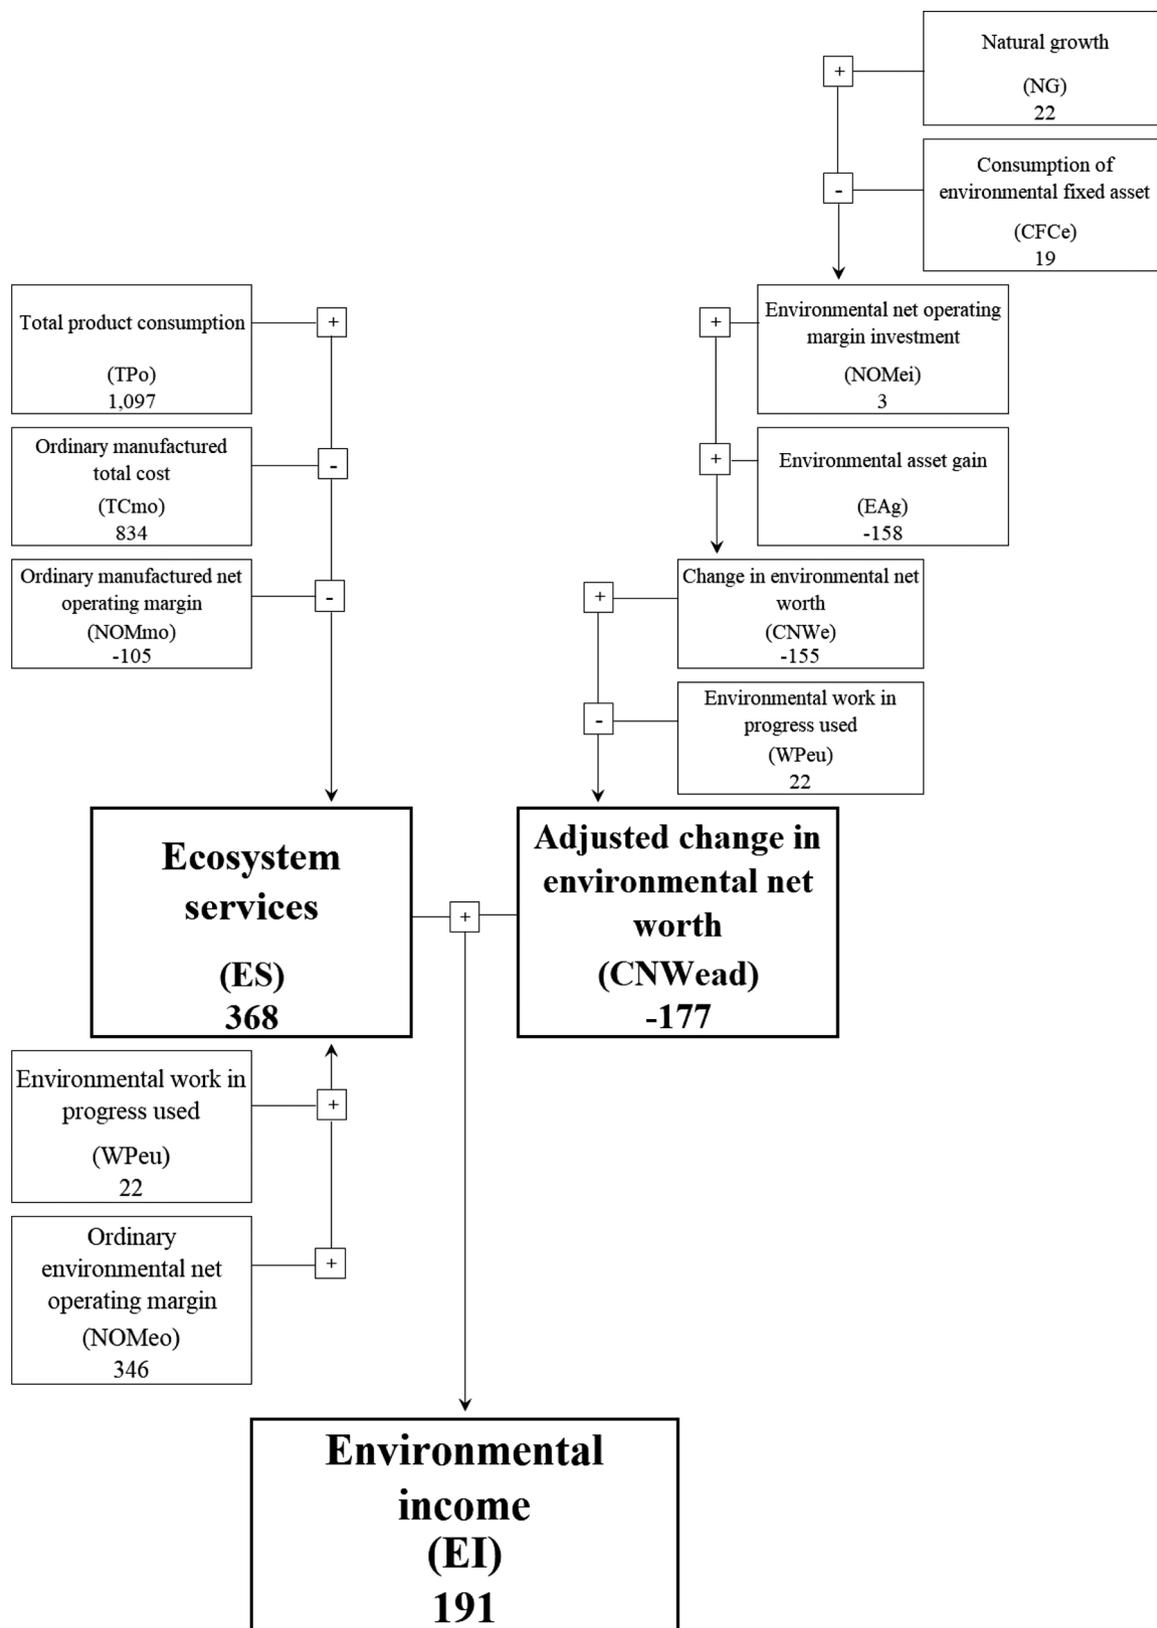 Natural growth
(NG)
22
+
Consumption of
environmental fixed asset
(CFCe)
19
-
Total product consumption
(TPo)
1,097
+
Environmental net operating
margin investment
(NOMei)
3
+
Ordinary manufactured
total cost
(TCmo)
834
-
Environmental asset gain
(EAg)
-158
+
Ordinary manufactured net
operating margin
(NOMmo)
-105
-
Change in environmental net
worth
(CNWe)
-155
+
Environmental work in
progress used
(WPeu)
22
-
Ecosystem
services
(ES)
368
+
Adjusted change in
environmental net
worth
(CNWead)
-177
Environmental work in
progress used
(WPeu)
22
+
Ordinary
environmental net
operating margin
(NOMeo)
346
+
Environmental
income
(EI)
191